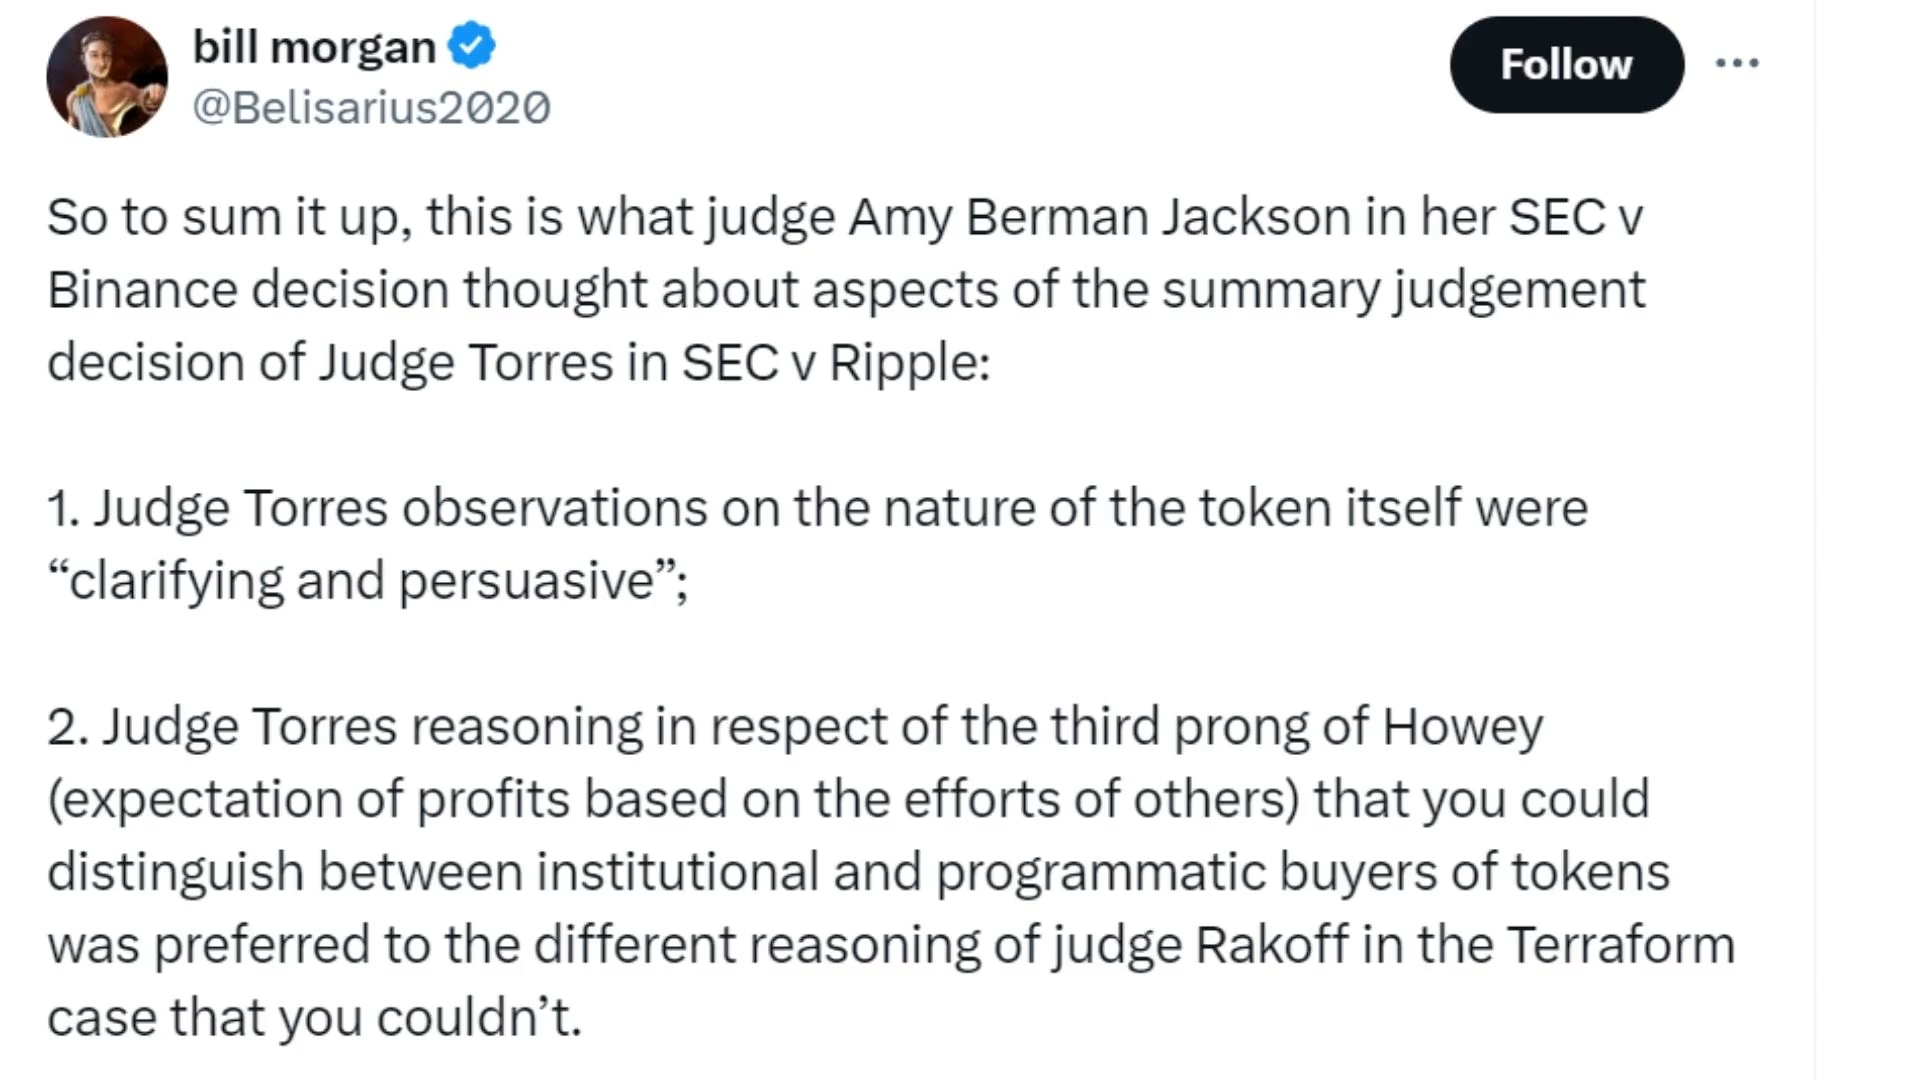 bill morgan
@Belisarius2020
Follow
So to sum it up, this is what judge Amy Berman Jackson in her SEC v
Binance decision thought about aspects of the summary judgement
decision of Judge Torres in SEC v Ripple:
1. Judge Torres observations on the nature of the token itself were
“clarifying and persuasive”;
2. Judge Torres reasoning in respect of the third prong of Howey
(expectation of profits based on the efforts of others) that you could
distinguish between institutional and programmatic buyers of tokens
was preferred to the different reasoning of judge Rakoff in the Terraform
case that you couldn’t.